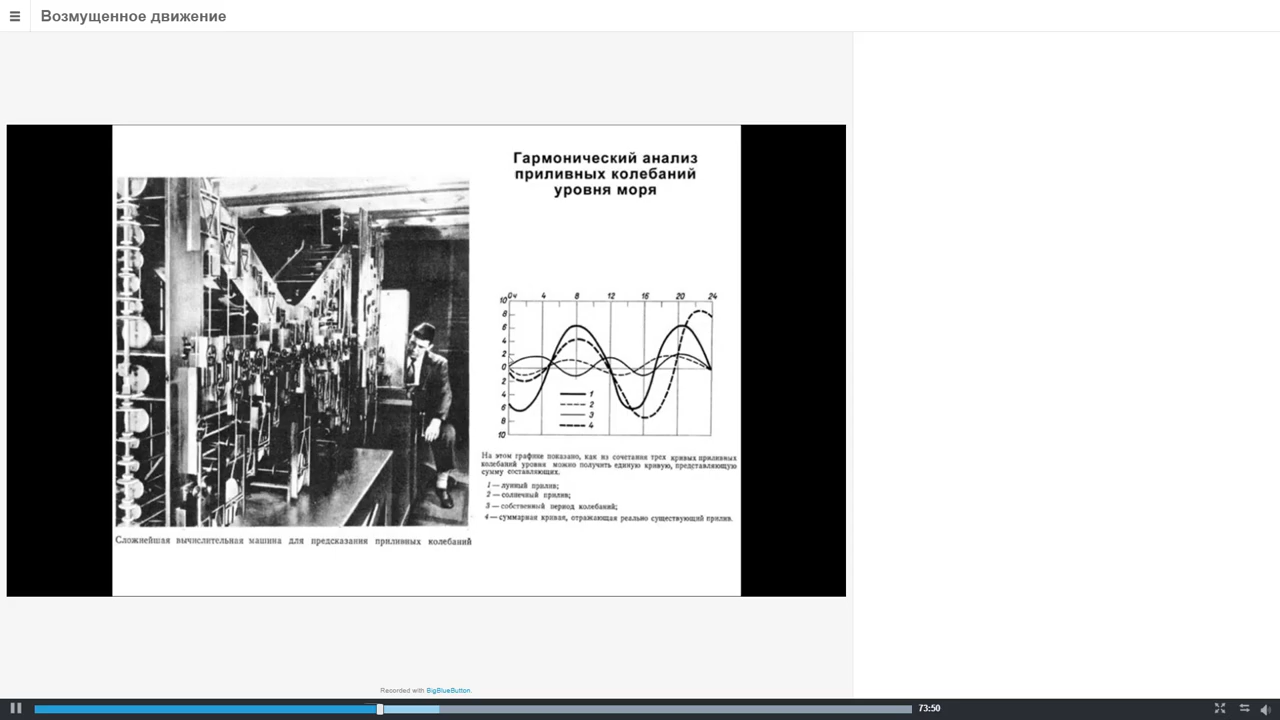 Возмущенное движение
Гармонический анализ
приливных колебаний
уровня моря
0ч 4 8 12 16 20 24
10
8
6
4
2
0
2
4
6
8
10
1
2
3
4
На этом графике показано, как из сочетания трех кривых приливных
колебаний уровня можно получить единую кривую, представляющую
сумму составляющих.
1 — лунный прилив;
2 — солнечный прилив;
3 — собственный период колебаний;
4 — суммарная кривая, отражающая реально существующий прилив.
Сложнейшая вычислительная машина для предсказания приливных колебаний
Recorded with BigBlueButton.
73:50